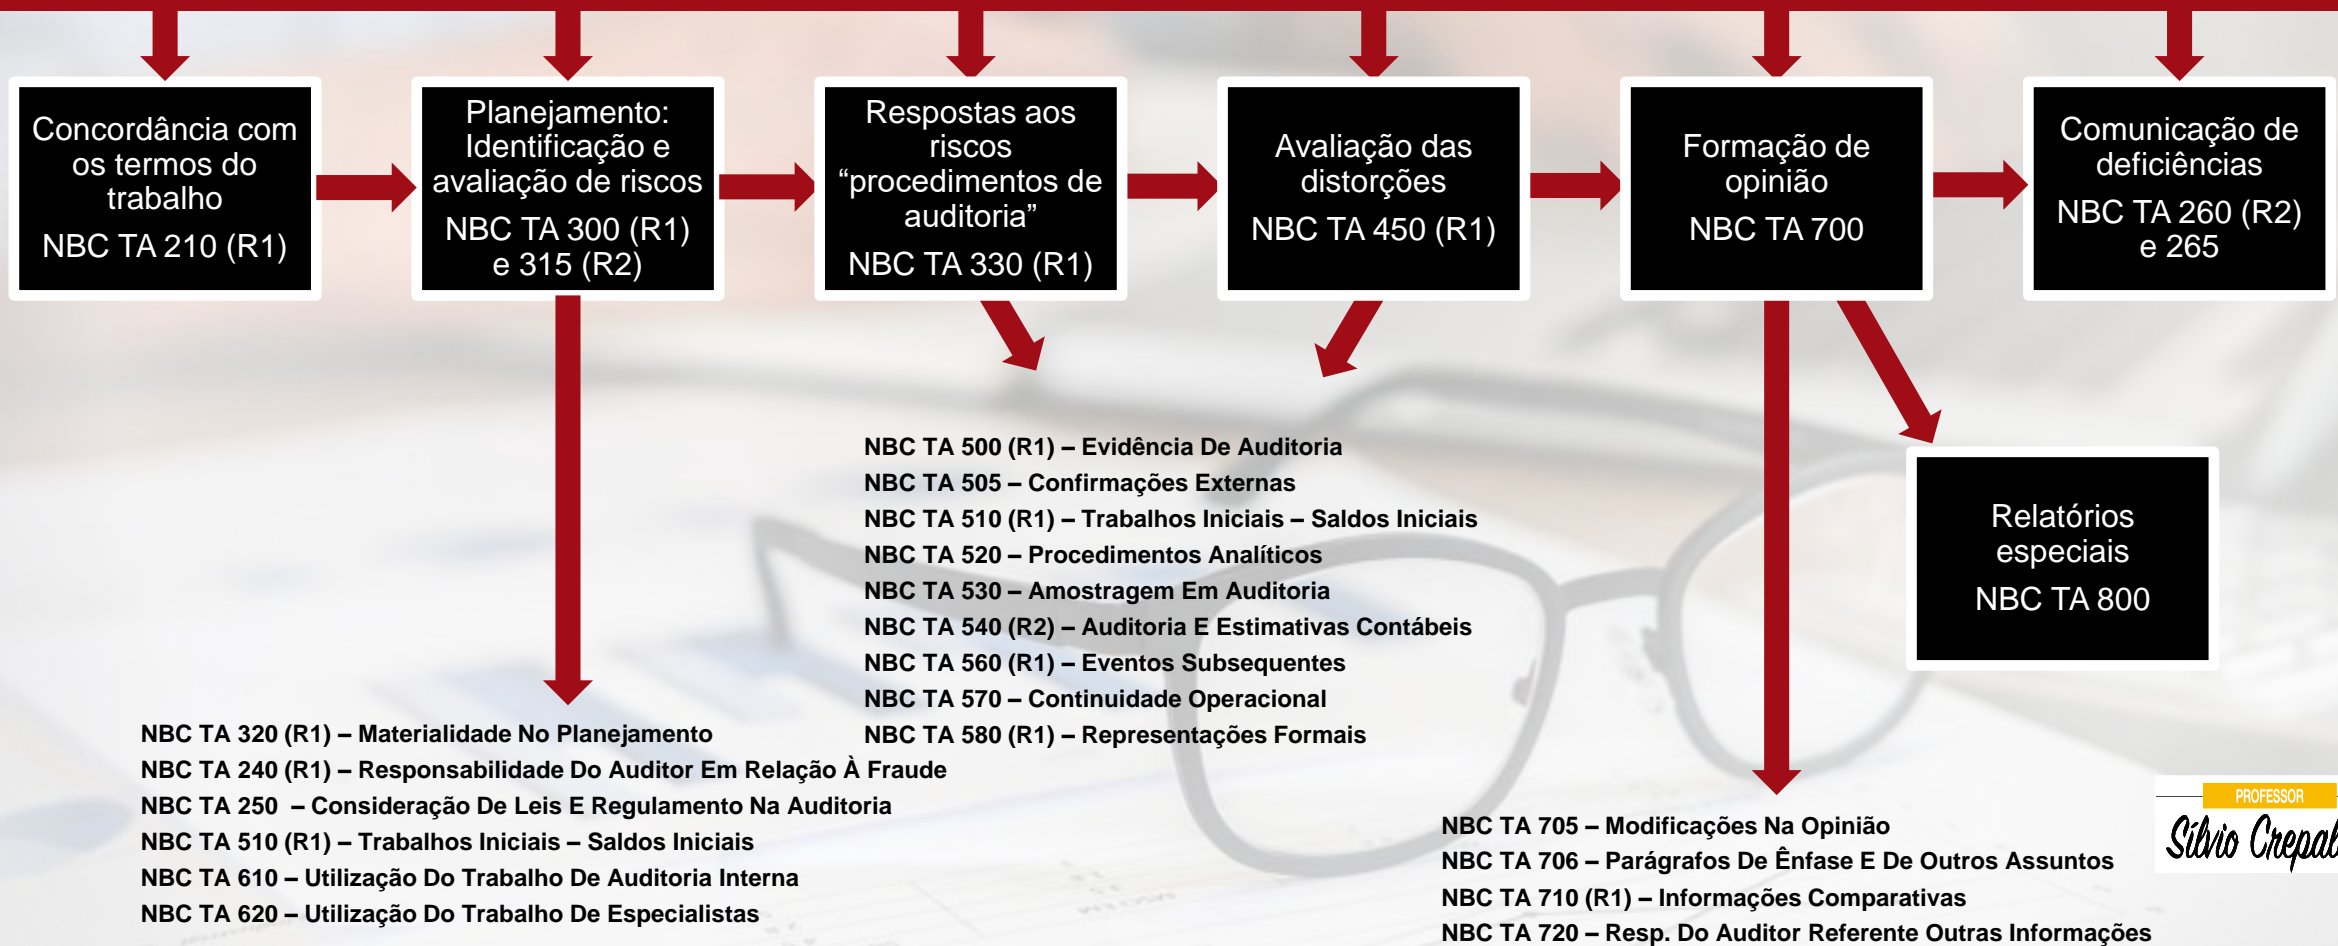 Concordância com
os termos do
trabalho
NBC TA 210 (R1)
Planejamento:
Identificação e
avaliação de riscos
NBC TA 300 (R1)
e 315 (R2)
Respostas aos
riscos
“procedimentos de
auditoria”
NBC TA 330 (R1)
Avaliação das
distorções
NBC TA 450 (R1)
Formação de
opinião
NBC TA 700
Comunicação de
deficiências
NBC TA 260 (R2)
e 265
NBC TA 500 (R1) – Evidência De Auditoria
NBC TA 505 – Confirmações Externas
NBC TA 510 (R1) – Trabalhos Iniciais – Saldos Iniciais
NBC TA 520 – Procedimentos Analíticos
NBC TA 530 – Amostragem Em Auditoria
NBC TA 540 (R2) – Auditoria E Estimativas Contábeis
NBC TA 560 (R1) – Eventos Subsequentes
NBC TA 570 – Continuidade Operacional
NBC TA 580 (R1) – Representações Formais
Relatórios
especiais
NBC TA 800
NBC TA 320 (R1) – Materialidade No Planejamento
NBC TA 240 (R1) – Responsabilidade Do Auditor Em Relação À Fraude
NBC TA 250 – Consideração De Leis E Regulamento Na Auditoria
NBC TA 510 (R1) – Trabalhos Iniciais – Saldos Iniciais
NBC TA 610 – Utilização Do Trabalho De Auditoria Interna
NBC TA 620 – Utilização Do Trabalho De Especialistas
NBC TA 705 – Modificações Na Opinião
NBC TA 706 – Parágrafos De Ênfase E De Outros Assuntos
NBC TA 710 (R1) – Informações Comparativas
NBC TA 720 – Resp. Do Auditor Referente Outras Informações
PROFESSOR
Sílvio Crepal